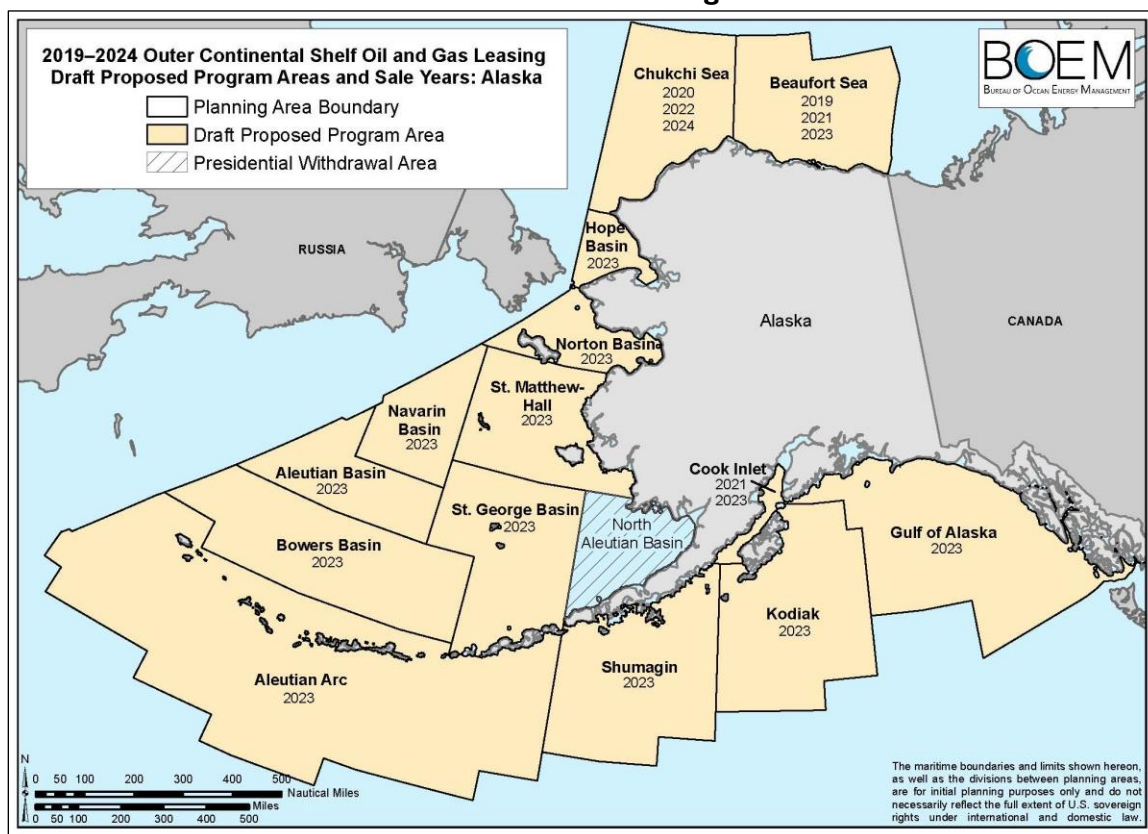 2019–2024 Outer Continental Shelf Oil and Gas Leasing
Draft Proposed Program Areas and Sale Years: Alaska
Planning Area Boundary
Draft Proposed Program Area
Presidential Withdrawal Area
BOEM
BUREAU OF OCEAN ENERGY MANAGEMENT
Chukchi Sea
2020
2022
2024
Beaufort Sea
2019
2021
2023
Hope
Basin
2023
RUSSIA
Alaska
CANADA
Norton Basin
2023
St. Matthew-
Hall
2023
Navarin
Basin
2023
Aleutian Basin
2023
St. George Basin
2023
Bowers Basin
2023
North
Aleutian Basin
Cook Inlet
2021
2023
Gulf of Alaska
2023
Kodiak
2023
Shumagin
2023
Aleutian Arc
2023
N
0 50 100 200 300 400 500
Nautical Miles
Miles
0 50 100 200 300 400 500
The maritime boundaries and limits shown hereon,
as well as the divisions between planning areas,
are for initial planning purposes only and do not
necessarily reflect the full extent of U.S. sovereign
rights under international and domestic law.